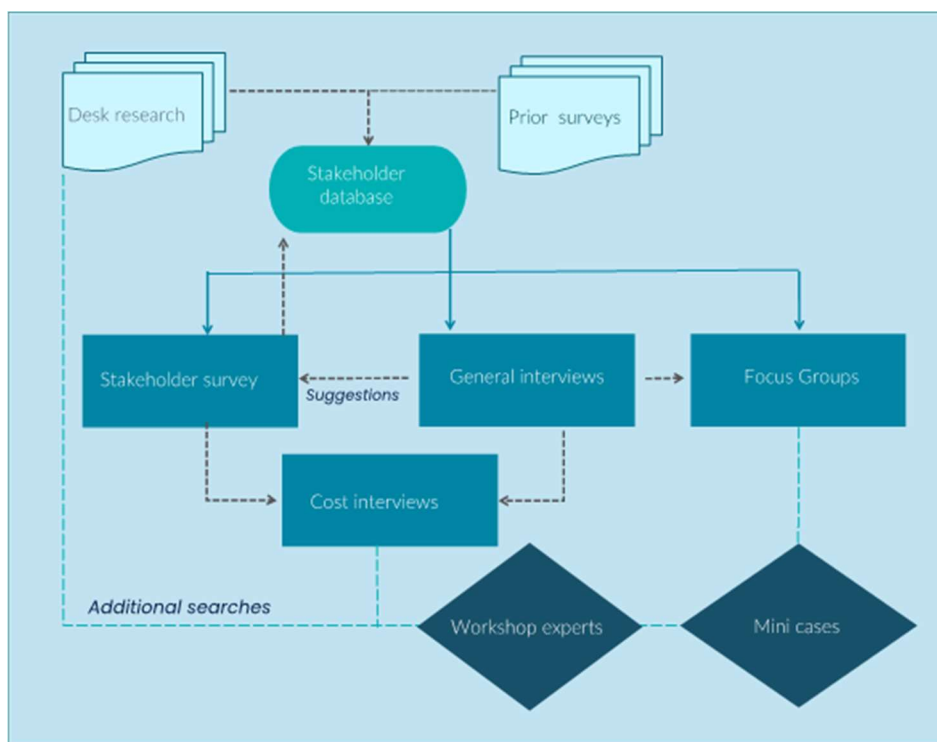 Desk research
Prior surveys
Stakeholder
database
Stakeholder survey
General interviews
Focus Groups
Suggestions
Cost interviews
Additional searches
Workshop experts
Mini cases